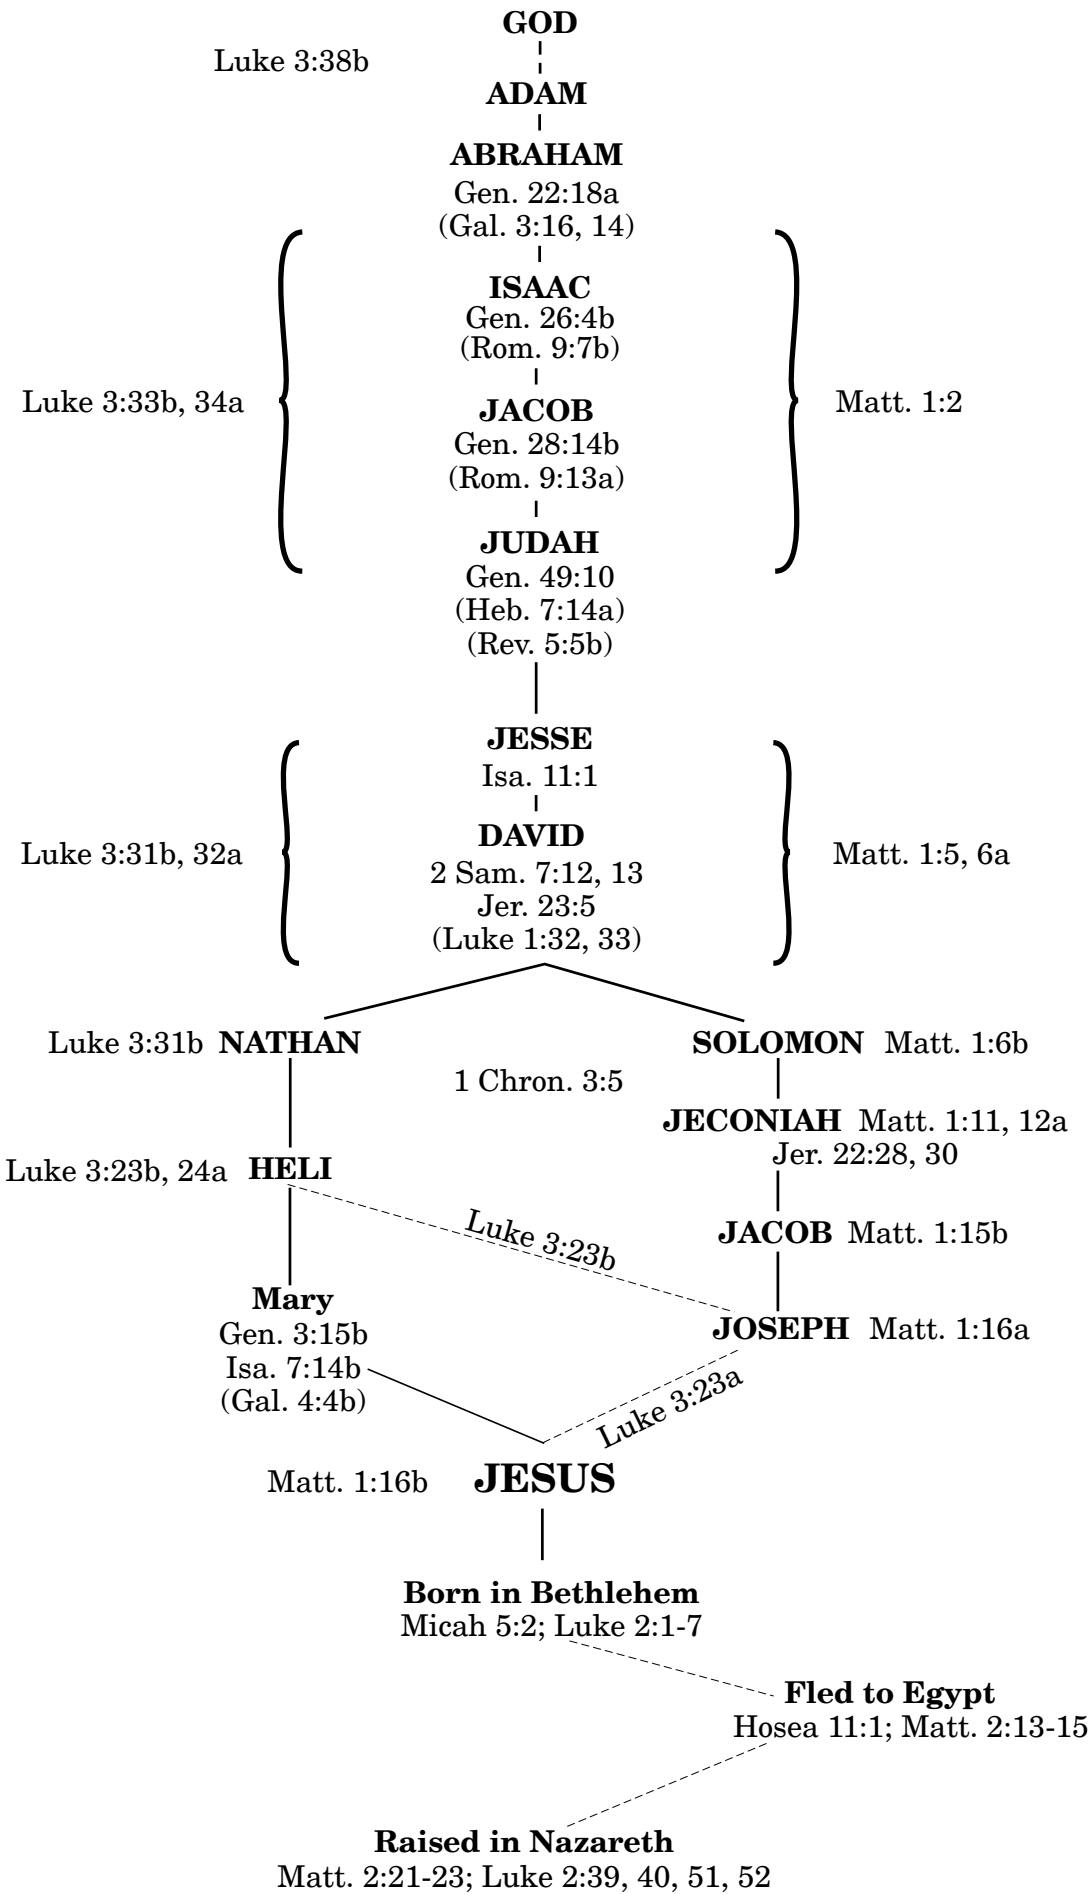 GOD
Luke 3:38b
ADAM
ABRAHAM
Gen. 22:18a
(Gal. 3:16, 14)
ISAAC
Gen. 26:4b
(Rom. 9:7b)
Luke 3:33b, 34a
Matt. 1:2
JACOB
Gen. 28:14b
(Rom. 9:13a)
JUDAH
Gen. 49:10
(Heb. 7:14a)
(Rev. 5:5b)
JESSE
Isa. 11:1
DAVID
Luke 3:31b, 32a
Matt. 1:5, 6a
2 Sam. 7:12, 13
Jer. 23:5
(Luke 1:32, 33)
Luke 3:31b NATHAN
SOLOMON Matt. 1:6b
1 Chron. 3:5
JECONIAH Matt. 1:11, 12a
Jer. 22:28, 30
Luke 3:23b, 24a HELI
Luke 3:23b
JACOB Matt. 1:15b
Mary
Gen. 3:15b
Isa. 7:14b
(Gal. 4:4b)
JOSEPH Matt. 1:16a
Luke 3:23a
Matt. 1:16b JESUS
Born in Bethlehem
Micah 5:2; Luke 2:1-7
Fled to Egypt
Hosea 11:1; Matt. 2:13-15
Raised in Nazareth
Matt. 2:21-23; Luke 2:39, 40, 51, 52